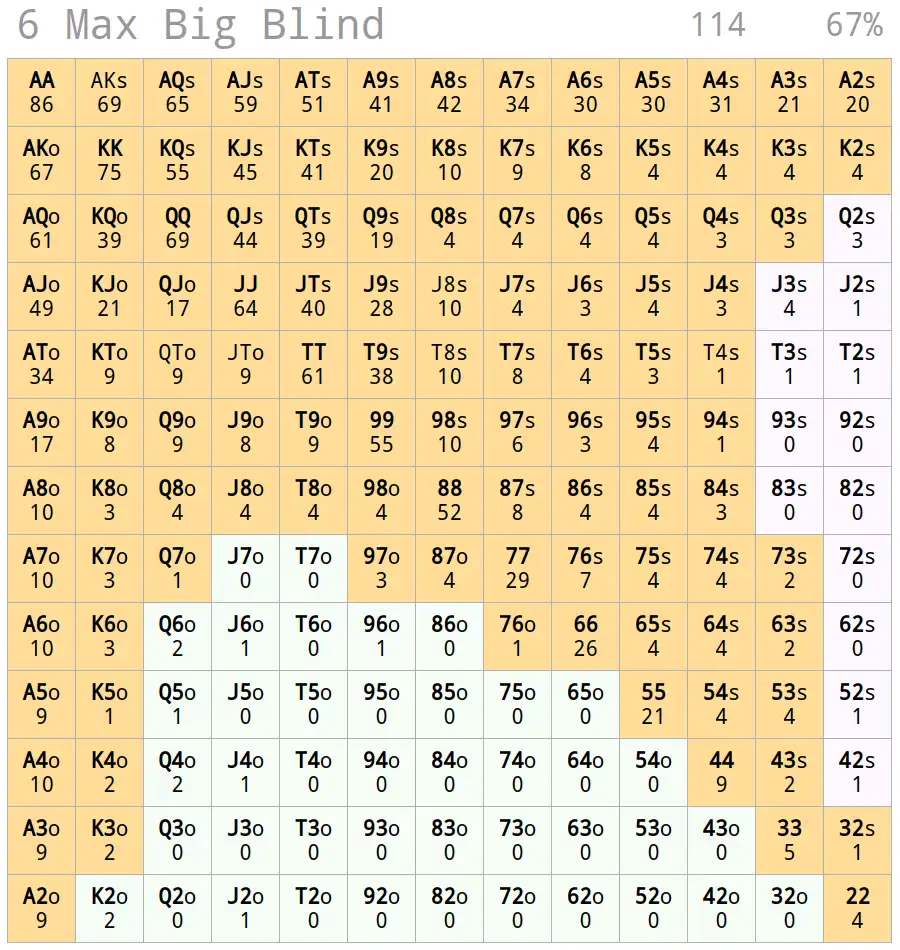 6 Max Big Blind 114 67%
AA AKs AQs AJs ATs A9s A8s A7s A6s A5s A4s A3s A2s
86 69 65 59 51 41 42 34 30 30 31 21 20
AKo KK KQs KJs KTs K9s K8s K7s K6s K5s K4s K3s K2s
67 75 55 45 41 20 10 9 8 4 4 4 4
AQo KQo QQ QJs QTs Q9s Q8s Q7s Q6s Q5s Q4s Q3s Q2s
61 39 69 44 39 19 4 4 4 4 3 3 3
AJo KJo QJo JJ JTs J9s J8s J7s J6s J5s J4s J3s J2s
49 21 17 64 40 28 10 4 3 4 3 4 1
ATo KTo QTo JTo TT T9s T8s T7s T6s T5s T4s T3s T2s
34 9 9 9 61 38 10 8 4 3 1 1 1
A9o K9o Q9o J9o T9o 99 98s 97s 96s 95s 94s 93s 92s
17 8 9 8 9 55 10 6 3 4 1 0 0
A8o K8o Q8o J8o T8o 98o 88 87s 86s 85s 84s 83s 82s
10 3 4 4 4 4 52 8 4 4 3 0 0
A7o K7o Q7o J7o T7o 97o 87o 77 76s 75s 74s 73s 72s
10 3 1 0 0 3 4 29 7 4 4 2 0
A6o K6o Q6o J6o T6o 96o 86o 76o 66 65s 64s 63s 62s
10 3 2 1 0 1 0 1 26 4 4 2 0
A5o K5o Q5o J5o T5o 95o 85o 75o 65o 55 54s 53s 52s
9 1 1 0 0 0 0 0 0 21 4 4 1
A4o K4o Q4o J4o T4o 94o 84o 74o 64o 54o 44 43s 42s
10 2 2 1 0 0 0 0 0 0 9 2 1
A3o K3o Q3o J3o T3o 93o 83o 73o 63o 53o 43o 33 32s
9 2 0 0 0 0 0 0 0 0 0 5 1
A2o K2o Q2o J2o T2o 92o 82o 72o 62o 52o 42o 32o 22
9 2 0 1 0 0 0 0 0 0 0 0 4